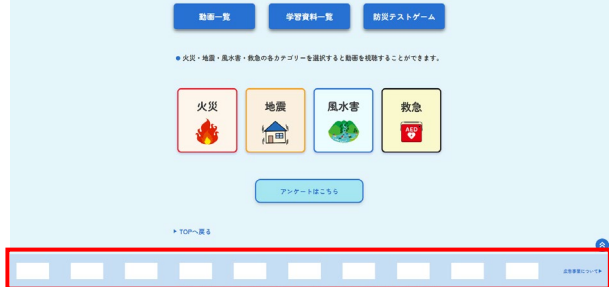 動画一覧
学習資料一覧
防災テストゲーム
火災・地震・風水害・救急の各カテゴリーを選択すると動画を視聴することができます。
火災
地震
風水害
救急
AED
アンケートはこちら
TOPへ戻る
広告掲載について